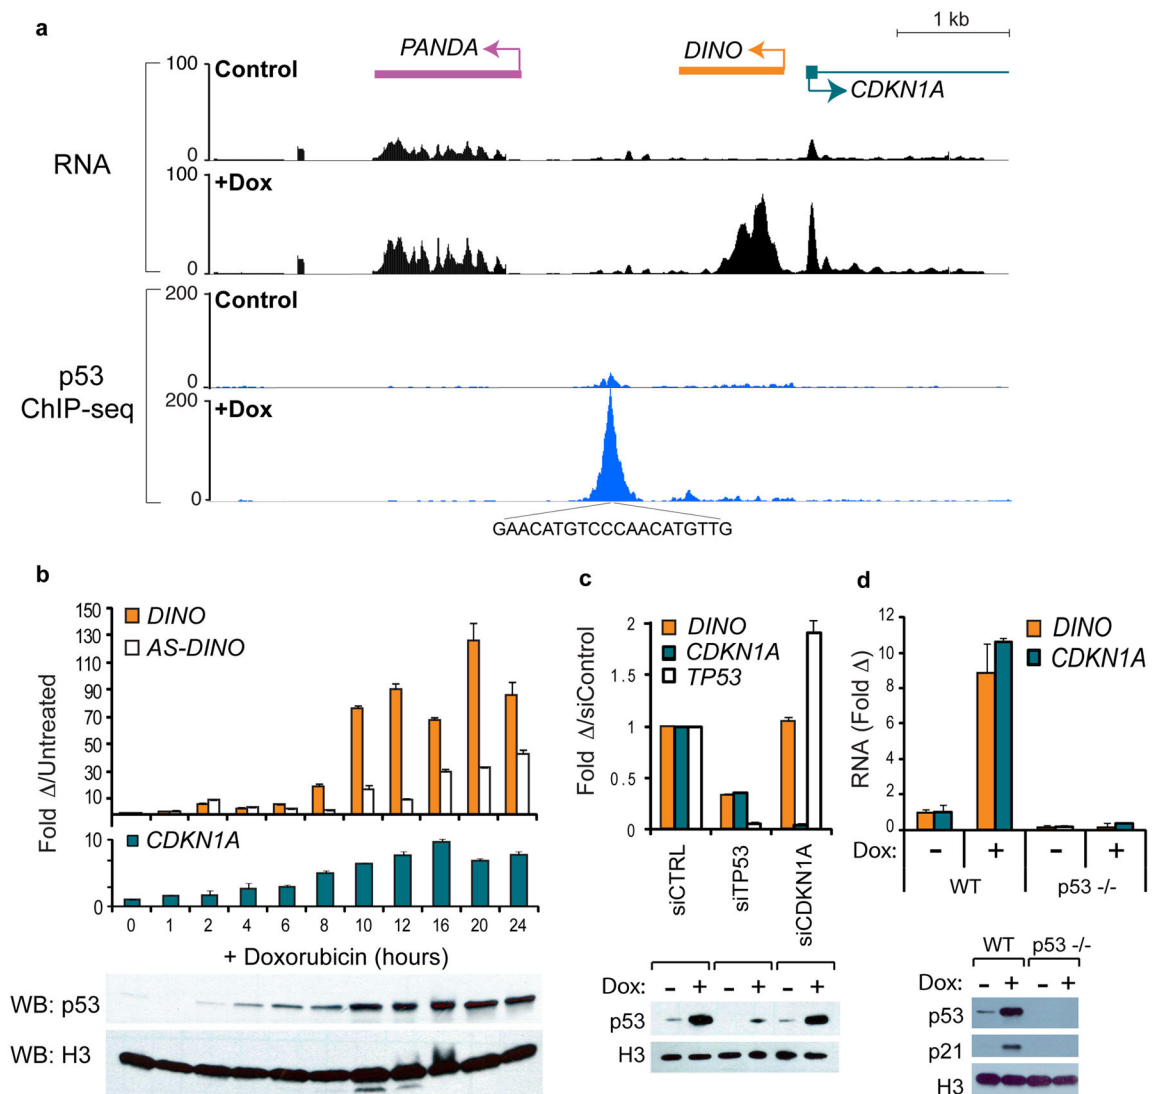 a
1 kb
PANDA
DINO
CDKN1A
RNA
100
Control
0
100
+Dox
0
p53
ChIP-seq
200
Control
0
200
+Dox
0
GAACATGTCCCAACATGTTG
b
Fold Δ/Untreated
150
130
110
90
70
50
30
10
DINO
AS-DINO
10
0
CDKN1A
0 1 2 4 6 8 10 12 16 20 24
+ Doxorubicin (hours)
WB: p53
WB: H3
c
Fold Δ/siControl
2
1.5
1
0.5
0
DINO
CDKN1A
TP53
siCTRL
siTP53
siCDKN1A
Dox: - + - + - +
p53
H3
d
RNA (Fold Δ)
12
10
8
6
4
2
0
DINO
CDKN1A
Dox: - + - +
WT p53 -/-
WT p53 -/-
Dox: - + - +
p53
p21
H3